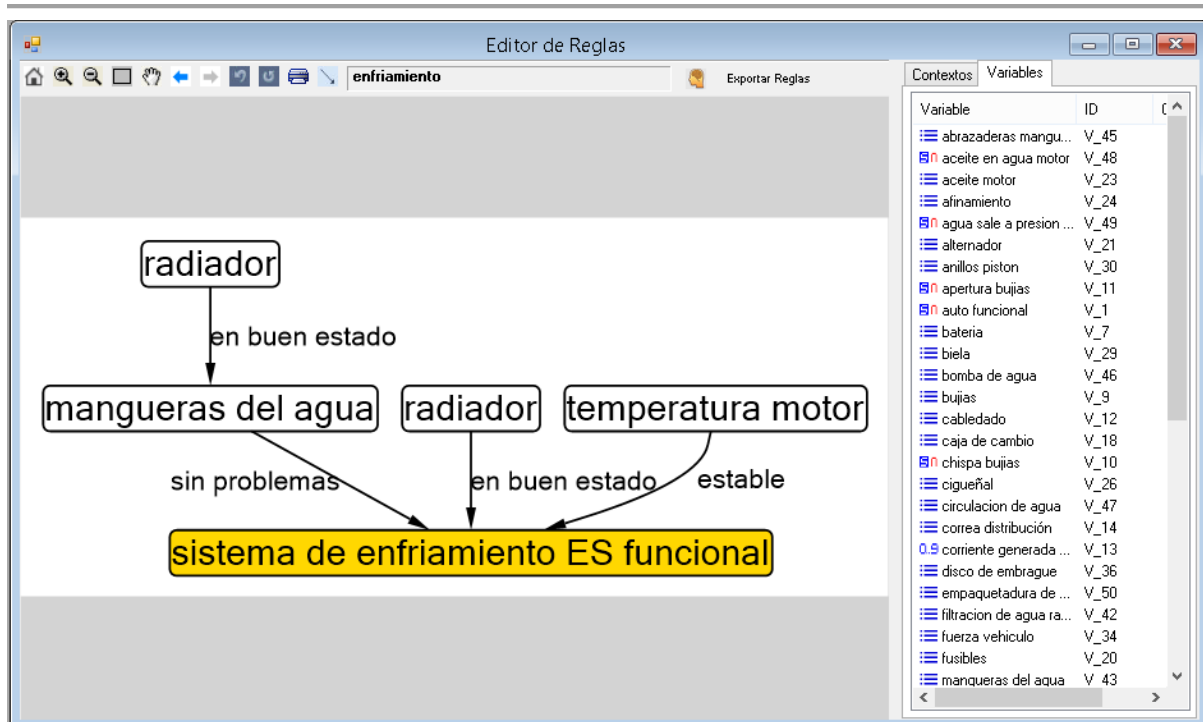 Editor de Reglas
enfriamiento
Exportar Reglas
Contextos Variables
Variable ID
abrazaderas mangu... V_45
aceite en agua motor V_48
aceite motor V_23
afinamiento V_24
agua sale a presion ... V_49
alternador V_21
anillos piston V_30
apertura bujias V_11
auto funcional V_1
bateria V_7
biela V_29
bomba de agua V_46
bujias V_9
cabledado V_12
caja de cambio V_18
chispa bujias V_10
cigueñal V_26
circulacion de agua V_47
correa distribución V_14
0.9 corriente generada ... V_13
disco de embrague V_36
empaquetadura de ... V_50
filtracion de agua ra... V_42
fuerza vehiculo V_34
fusibles V_20
mangueras del agua V_43
radiador
en buen estado
mangueras del agua radiador temperatura motor
sin problemas en buen estado estable
sistema de enfriamiento ES funcional